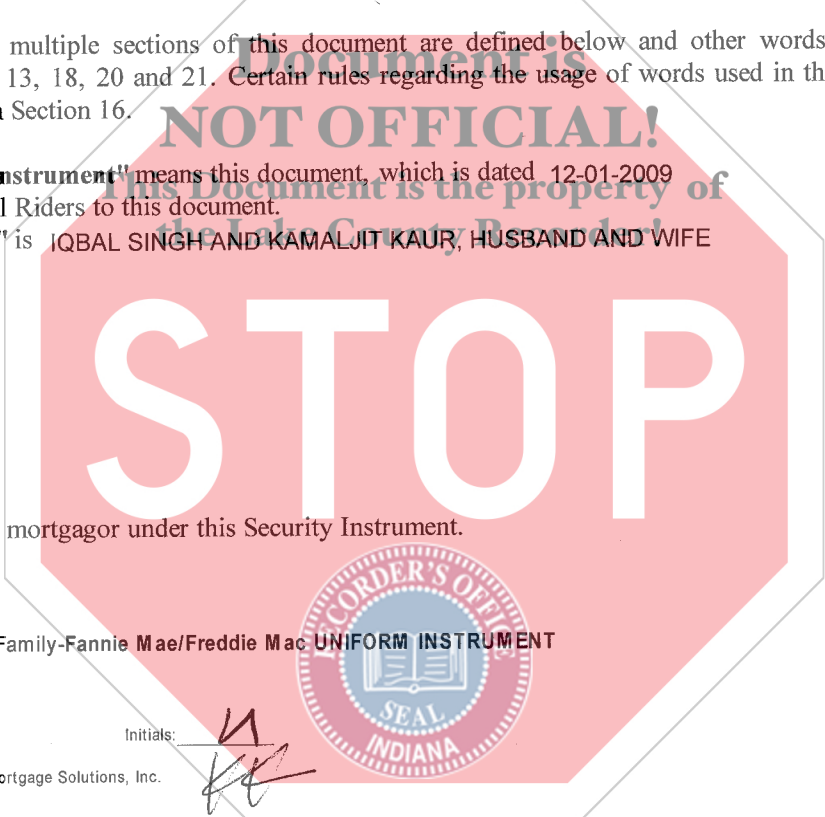 multiple sections of this document are defined below and other words
13, 18, 20 and 21. Certain rules regarding the usage of words used in th
Section 16.
Document is
NOT OFFICIAL!
This Document is the property of
the Lake County Recorder!
nstrument" means this document, which is dated 12-01-2009
l Riders to this document.
" is IQBAL SINGH AND KAMALJIT KAUR, HUSBAND AND WIFE
STOP
mortgagor under this Security Instrument.
RECORDER'S OFFICE
SEAL
INDIANA
Family-Fannie Mae/Freddie Mac UNIFORM INSTRUMENT
Initials:
KK
ortgage Solutions, Inc.